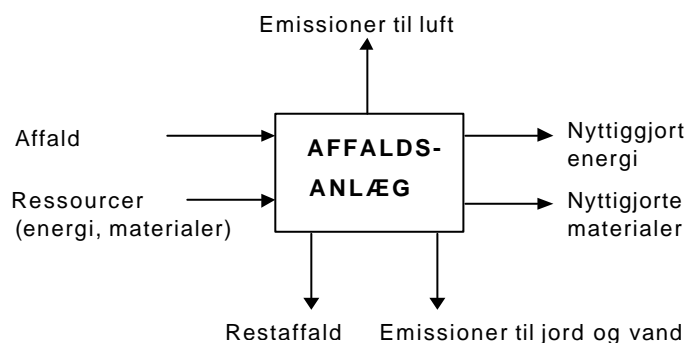 Emissioner til luft
Affald
Ressourcer
(energi, materialer)
AFFALDS-
ANLÆG
Nyttiggjort
energi
Nyttigjorte
materialer
Restaffald
Emissioner til jord og vand